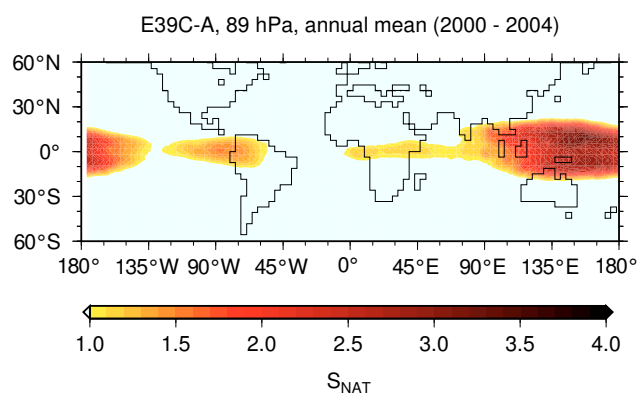 E39C-A, 89 hPa, annual mean (2000 - 2004)
60°N
30°N
0°
30°S
60°S
180° 135°W 90°W 45°W 0° 45°E 90°E 135°E 180°
1.0 1.5 2.0 2.5 3.0 3.5 4.0
S_NAT